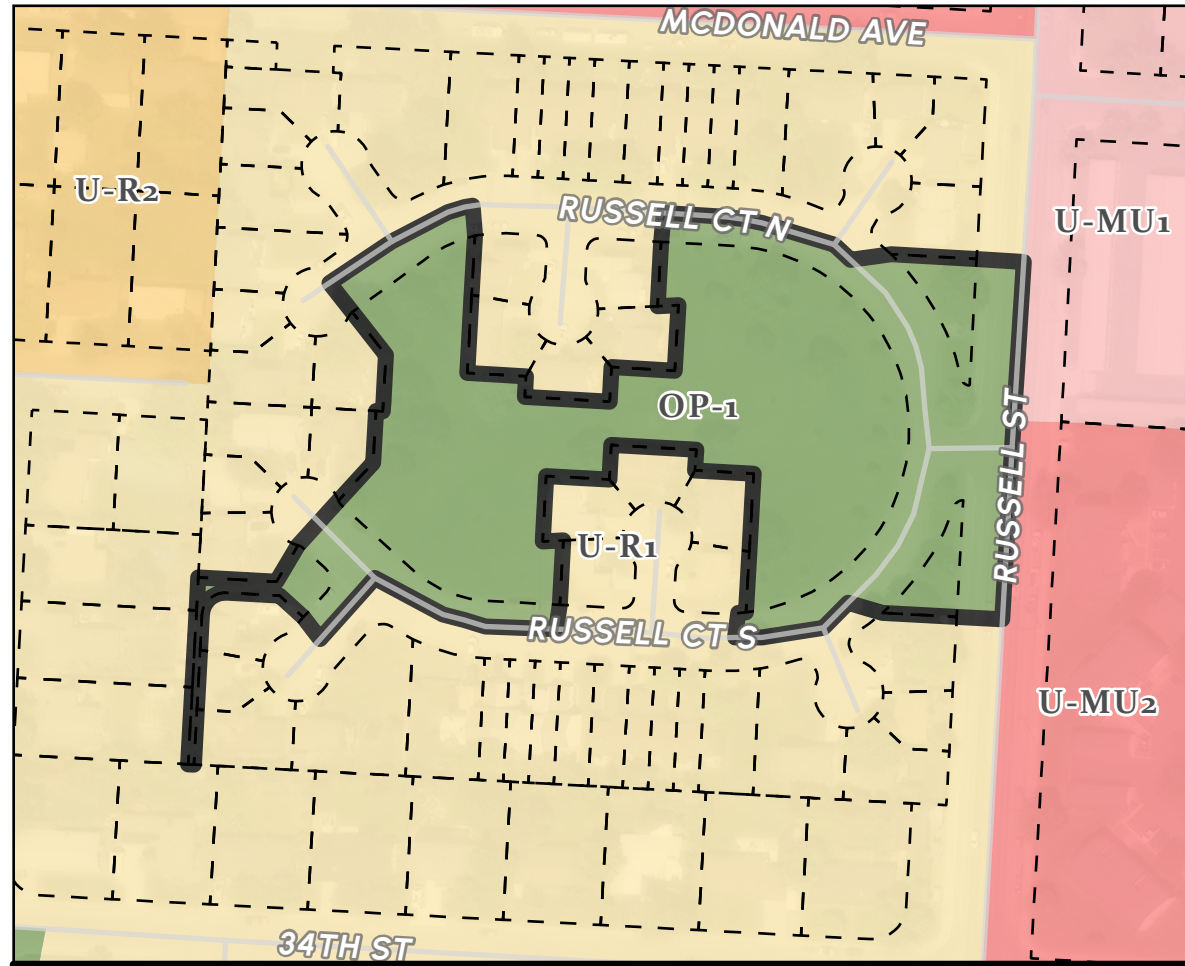 MCDONALD AVE
U-R2
RUSSELL CT N
U-MU1
OP-1
RUSSELL ST
U-R1
RUSSELL CT S
U-MU2
34TH ST